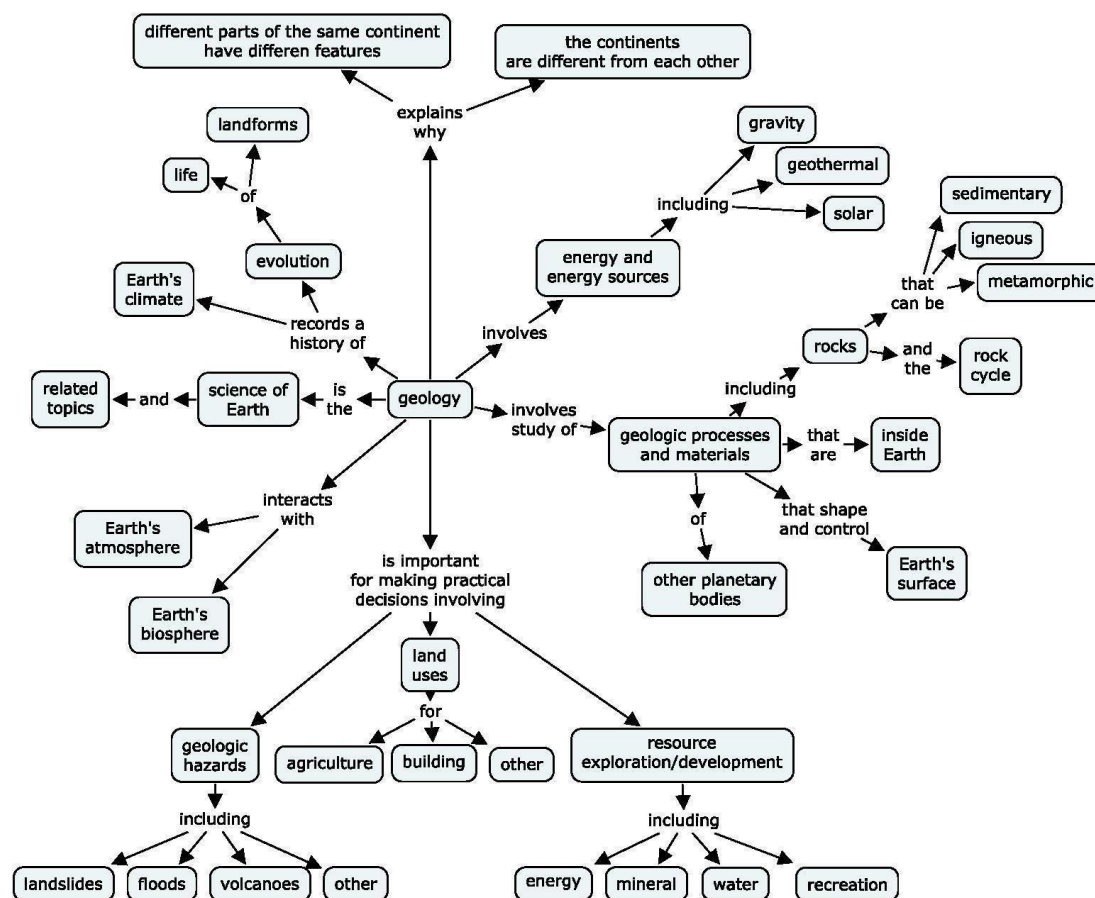 different parts of the same continent
have differen features
the continents
are different from each other
explains
why
landforms
life
of
evolution
Earth's
climate
records a
history of
gravity
geothermal
solar
including
energy and
energy sources
involves
sedimentary
igneous
metamorphic
that
can be
rocks
and
the
rock
cycle
including
related
topics
and
science of
Earth
is
the
geology
involves
study of
geologic processes
and materials
that
are
inside
Earth
interacts
with
Earth's
atmosphere
Earth's
biosphere
of
other planetary
bodies
that shape
and control
Earth's
surface
is important
for making practical
decisions involving
land
uses
for
agriculture
building
other
geologic
hazards
including
landslides
floods
volcanoes
other
resource
exploration/development
including
energy
mineral
water
recreation